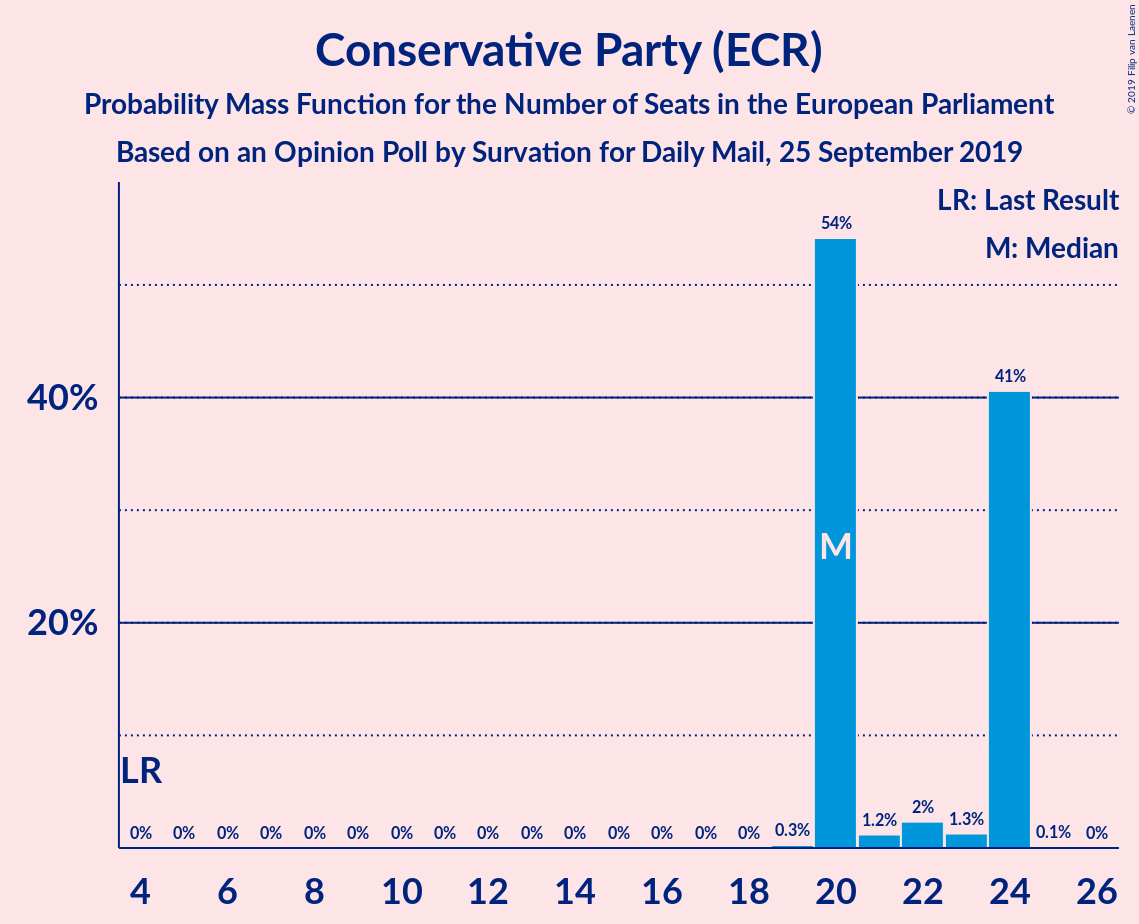 Conservative Party (ECR)
Probability Mass Function for the Number of Seats in the European Parliament
Based on an Opinion Poll by Survation for Daily Mail, 25 September 2019
© 2019 Filip van Laenen
LR: Last Result
M: Median
54%
41%
40%
M
20%
LR
0% 0% 0% 0% 0% 0% 0% 0% 0% 0% 0% 0% 0% 0% 0% 0.3% 1.2% 2% 1.3% 0.1% 0%
4 6 8 10 12 14 16 18 20 22 24 26